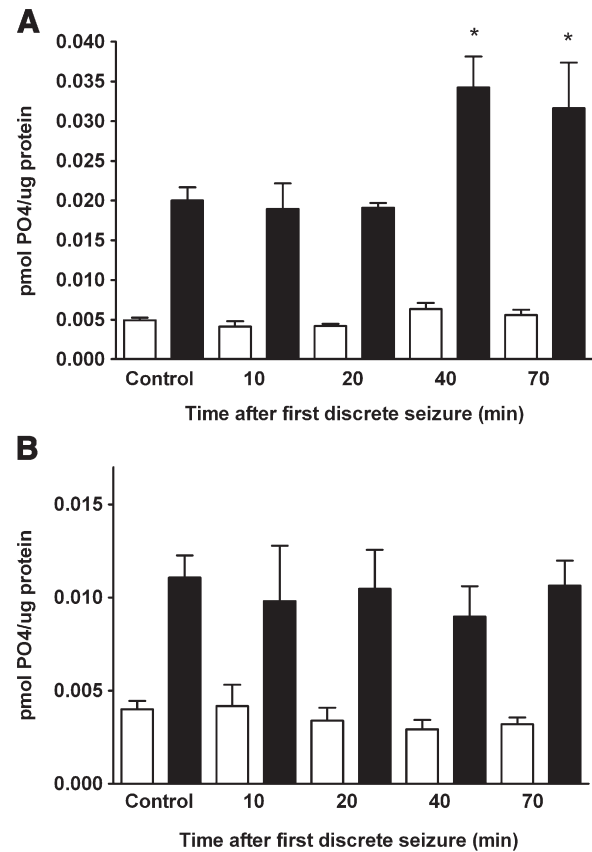 A
* *
0.040
0.035
0.030
0.025
0.020
0.015
0.010
0.005
0.000
pmol PO4/ug protein
Control 10 20 40 70
Time after first discrete seizure (min)
B
0.015
0.010
0.005
0.000
pmol PO4/ug protein
Control 10 20 40 70
Time after first discrete seizure (min)